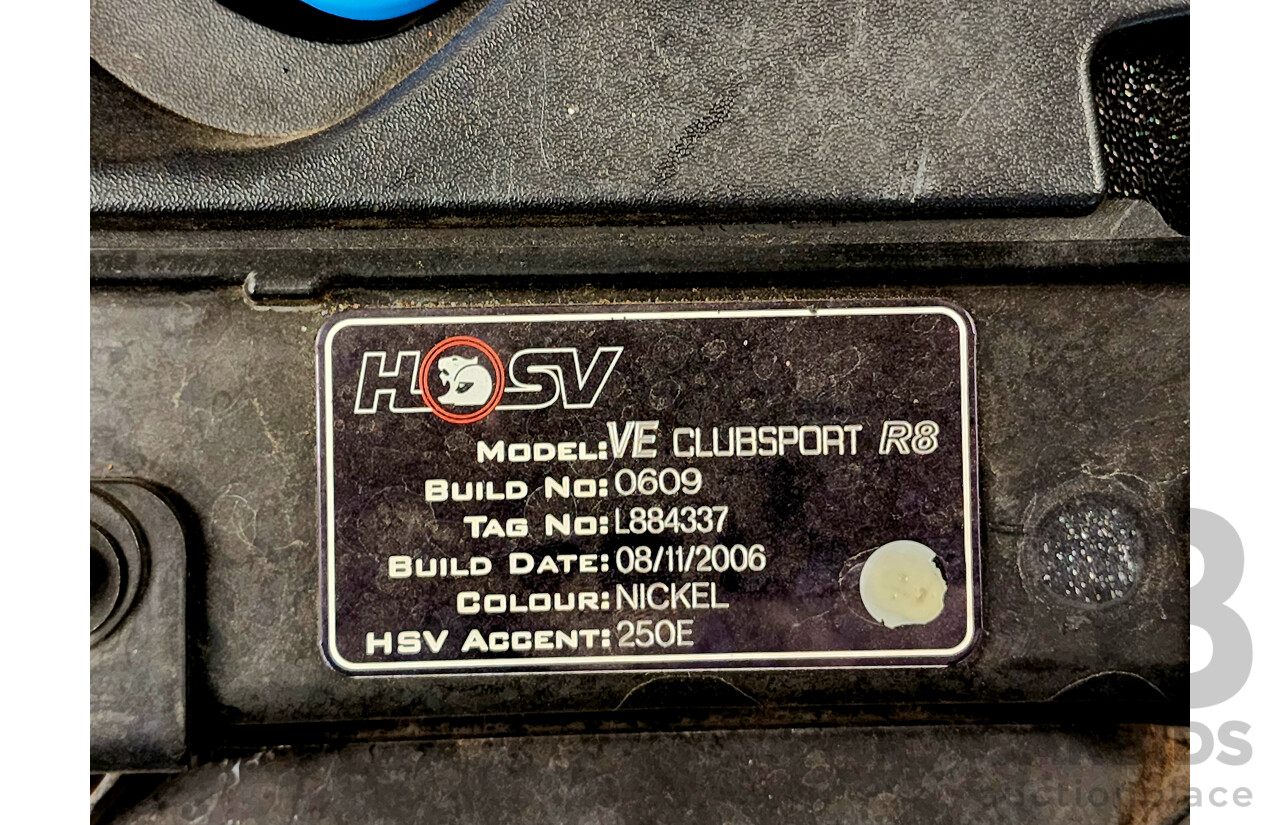 HSV
MODEL: VE CLUBSPORT R8
BUILD NO: 0609
TAG NO: L884337
BUILD DATE: 08/11/2006
COLOUR: NICKEL
HSV ACCENT: 250E